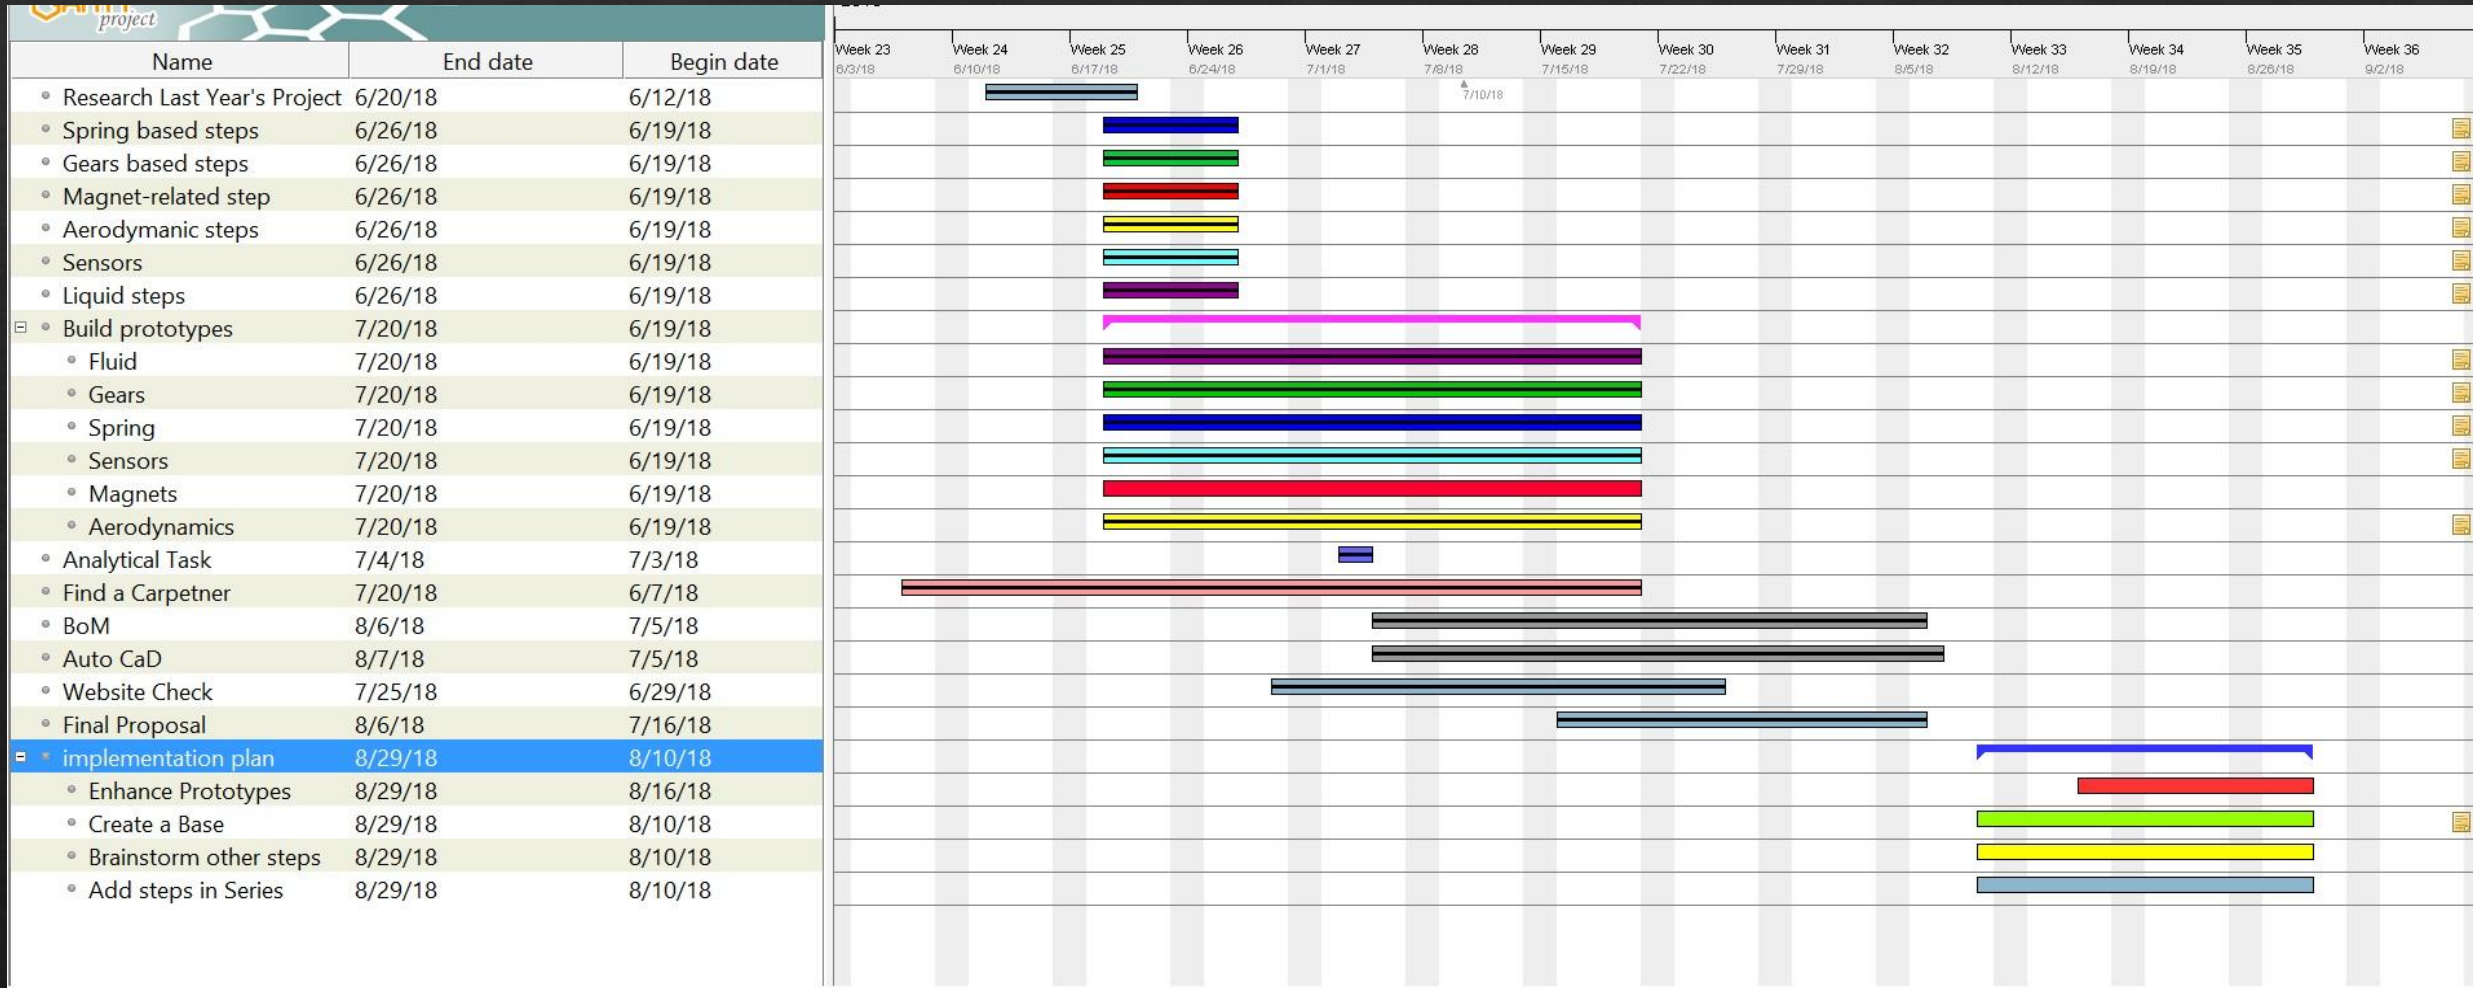 project
Name End date Begin date
Week 23 Week 24 Week 25 Week 26 Week 27 Week 28 Week 29 Week 30 Week 31 Week 32 Week 33 Week 34 Week 35 Week 36
6/3/18 6/10/18 6/17/18 6/24/18 7/1/18 7/8/18 7/15/18 7/22/18 7/29/18 8/5/18 8/12/18 8/19/18 8/26/18 9/2/18
Research Last Year's Project 6/20/18 6/12/18 7/10/18
Spring based steps 6/26/18 6/19/18
Gears based steps 6/26/18 6/19/18
Magnet-related step 6/26/18 6/19/18
Aerodymanic steps 6/26/18 6/19/18
Sensors 6/26/18 6/19/18
Liquid steps 6/26/18 6/19/18
Build prototypes 7/20/18 6/19/18
Fluid 7/20/18 6/19/18
Gears 7/20/18 6/19/18
Spring 7/20/18 6/19/18
Sensors 7/20/18 6/19/18
Magnets 7/20/18 6/19/18
Aerodynamics 7/20/18 6/19/18
Analytical Task 7/4/18 7/3/18
Find a Carpetner 7/20/18 6/7/18
BoM 8/6/18 7/5/18
Auto CaD 8/7/18 7/5/18
Website Check 7/25/18 6/29/18
Final Proposal 8/6/18 7/16/18
implementation plan 8/29/18 8/10/18
Enhance Prototypes 8/29/18 8/16/18
Create a Base 8/29/18 8/10/18
Brainstorm other steps 8/29/18 8/10/18
Add steps in Series 8/29/18 8/10/18